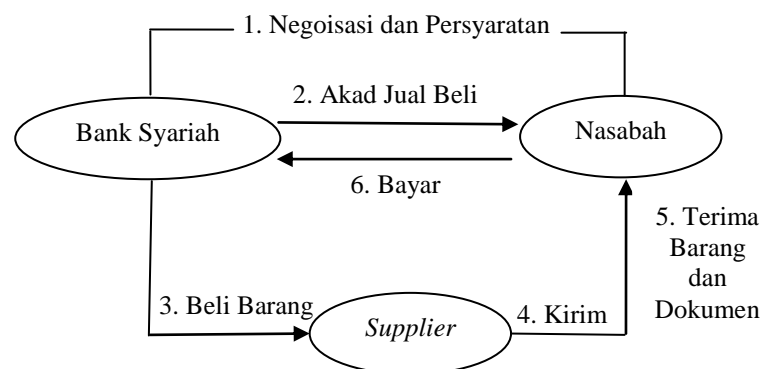 1. Negoisasi dan Persyaratan
2. Akad Jual Beli
Bank Syariah
Nasabah
6. Bayar
5. Terima
Barang
dan
Dokumen
3. Beli Barang
Supplier
4. Kirim